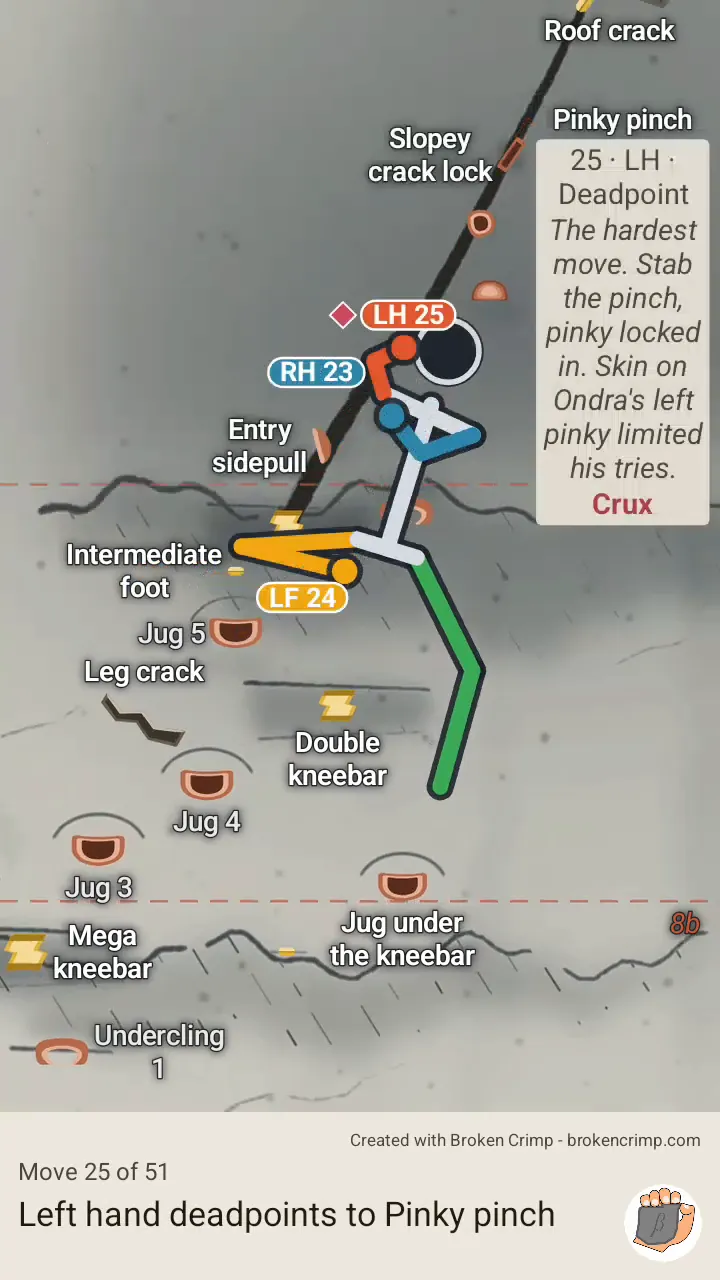 Roof crack
Pinky pinch
Slopey
crack lock
25 · LH ·
Deadpoint
The hardest
move. Stab
the pinch,
pinky locked
in. Skin on
Ondra's left
pinky limited
his tries.
Crux
LH 25
RH 23
Entry
sidepull
Intermediate
foot
LF 24
Jug 5
Leg crack
Double
kneebar
Jug 4
Jug 3
Jug under
the kneebar
8b
Mega
kneebar
Undercling
1
Created with Broken Crimp - brokencrimp.com
Move 25 of 51
Left hand deadpoints to Pinky pinch
β